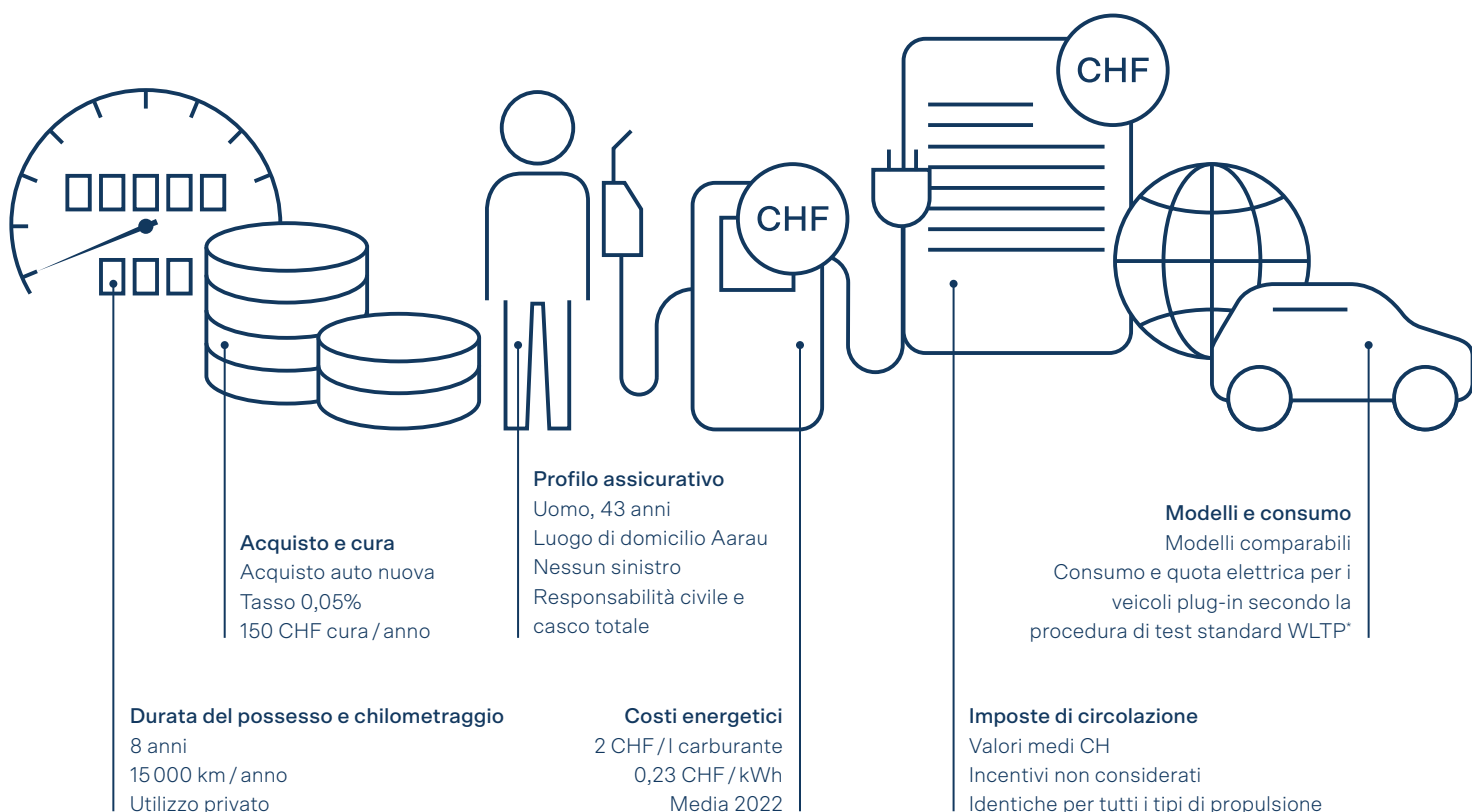 CHF
CHF
Profilo assicurativo
Uomo, 43 anni
Luogo di domicilio Aarau
Nessun sinistro
Responsabilità civile e
casco totale
Modelli e consumo
Modelli comparabili
Consumo e quota elettrica per i
veicoli plug-in secondo la
procedura di test standard WLTP*
Acquisto e cura
Acquisto auto nuova
Tasso 0,05%
150 CHF cura / anno
Durata del possesso e chilometraggio
8 anni
15 000 km / anno
Utilizzo privato
Costi energetici
2 CHF / l carburante
0,23 CHF / kWh
Media 2022
Imposte di circolazione
Valori medi CH
Incentivi non considerati
Identiche per tutti i tipi di propulsione